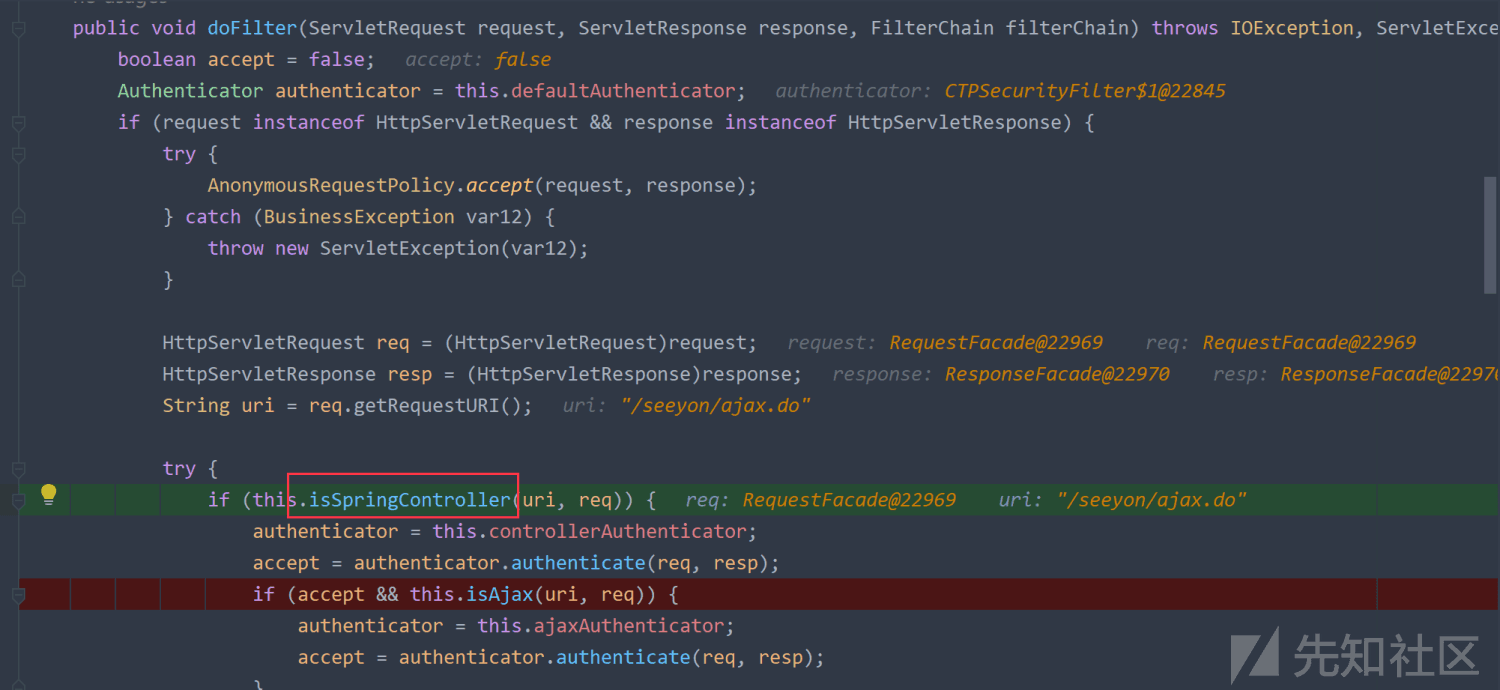 public void doFilter(ServletRequest request, ServletResponse response, FilterChain filterChain) throws IOException, ServletExce
boolean accept = false;   accept: false
Authenticator authenticator = this.defaultAuthenticator;   authenticator: CTPSecurityFilter$1@22845
if (request instanceof HttpServletRequest && response instanceof HttpServletResponse) {
try {
AnonymousRequestPolicy.accept(request, response);
} catch (BusinessException var12) {
throw new ServletException(var12);
}
HttpServletRequest req = (HttpServletRequest)request;   request: RequestFacade@22969   req: RequestFacade@22969
HttpServletResponse resp = (HttpServletResponse)response;   response: ResponseFacade@22970   resp: ResponseFacade@2297
String uri = req.getRequestURI();   uri: "/seeyon/ajax.do"
try {
if (this.isSpringController(uri, req)) {   req: RequestFacade@22969   uri: "/seeyon/ajax.do"
authenticator = this.controllerAuthenticator;
accept = authenticator.authenticate(req, resp);
if (accept && this.isAjax(uri, req)) {
authenticator = this.ajaxAuthenticator;
accept = authenticator.authenticate(req, resp);
}
先知社区